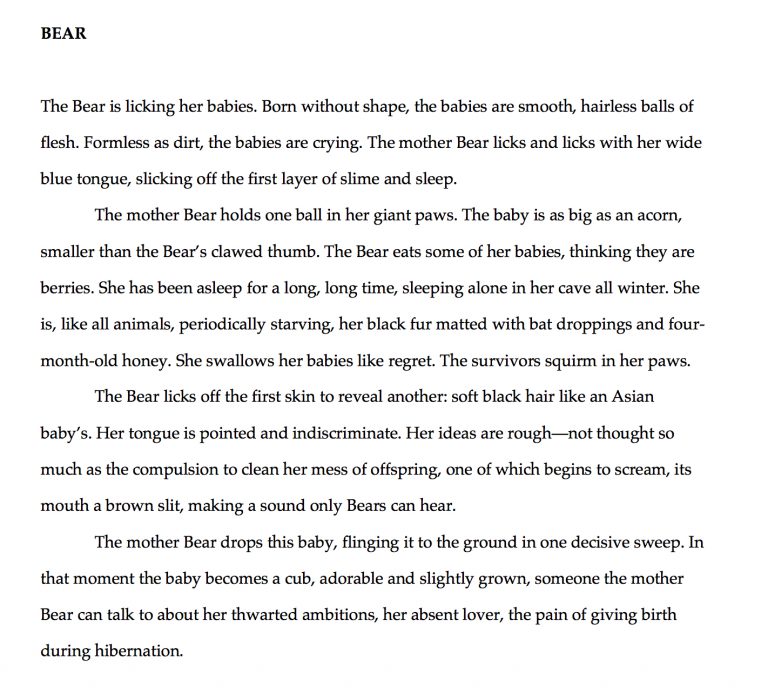 BEAR
The Bear is licking her babies. Born without shape, the babies are smooth, hairless balls of
flesh. Formless as dirt, the babies are crying. The mother Bear licks and licks with her wide
blue tongue, slicking off the first layer of slime and sleep.
The mother Bear holds one ball in her giant paws. The baby is as big as an acorn,
smaller than the Bear’s clawed thumb. The Bear eats some of her babies, thinking they are
berries. She has been asleep for a long, long time, sleeping alone in her cave all winter. She
is, like all animals, periodically starving, her black fur matted with bat droppings and four-
month-old honey. She swallows her babies like regret. The survivors squirm in her paws.
The Bear licks off the first skin to reveal another: soft black hair like an Asian
baby’s. Her tongue is pointed and indiscriminate. Her ideas are rough—not thought so
much as the compulsion to clean her mess of offspring, one of which begins to scream, its
mouth a brown slit, making a sound only Bears can hear.
The mother Bear drops this baby, flinging it to the ground in one decisive sweep. In
that moment the baby becomes a cub, adorable and slightly grown, someone the mother
Bear can talk to about her thwarted ambitions, her absent lover, the pain of giving birth
during hibernation.